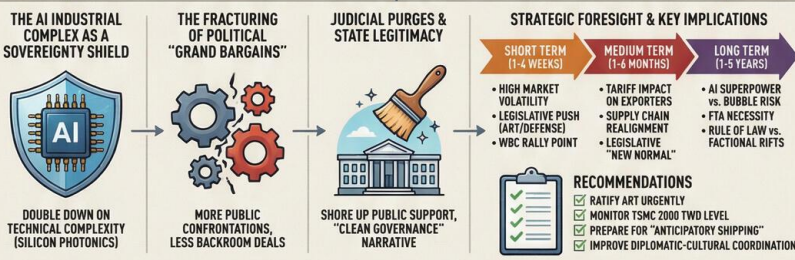 THE AI INDUSTRIAL
COMPLEX AS A
SOVEREIGNTY SHIELD
AI
DOUBLE DOWN ON
TECHNICAL COMPLEXITY
(SILICON PHOTONICS)
THE FRACTURING
OF POLITICAL
"GRAND BARGAINS"
MORE PUBLIC
CONFRONTATIONS,
LESS BACKROOM DEALS
JUDICIAL PURGES &
STATE LEGITIMACY
SHORE UP PUBLIC SUPPORT,
"CLEAN GOVERNANCE"
NARRATIVE
STRATEGIC FORESIGHT & KEY IMPLICATIONS
SHORT TERM
(1-4 WEEKS)
• HIGH MARKET
VOLATILITY
• LEGISLATIVE PUSH
(ART/DEFENSE)
• WBC RALLY POINT
MEDIUM TERM
(1-6 MONTHS)
• TARIFF IMPACT
ON EXPORTERS
• SUPPLY CHAIN
REALIGNMENT
• LEGISLATIVE
"NEW NORMAL"
LONG TERM
(1-5 YEARS)
• AI SUPERPOWER
vs. BUBBLE RISK
• FTA NECESSITY
• RULE OF LAW vs.
FACTIONAL RIFTS
RECOMMENDATIONS
RATIFY ART URGENTLY
MONITOR TSMC 2000 TWD LEVEL
PREPARE FOR "ANTICIPATORY SHIPPING"
IMPROVE DIPLOMATIC-CULTURAL COORDINATION